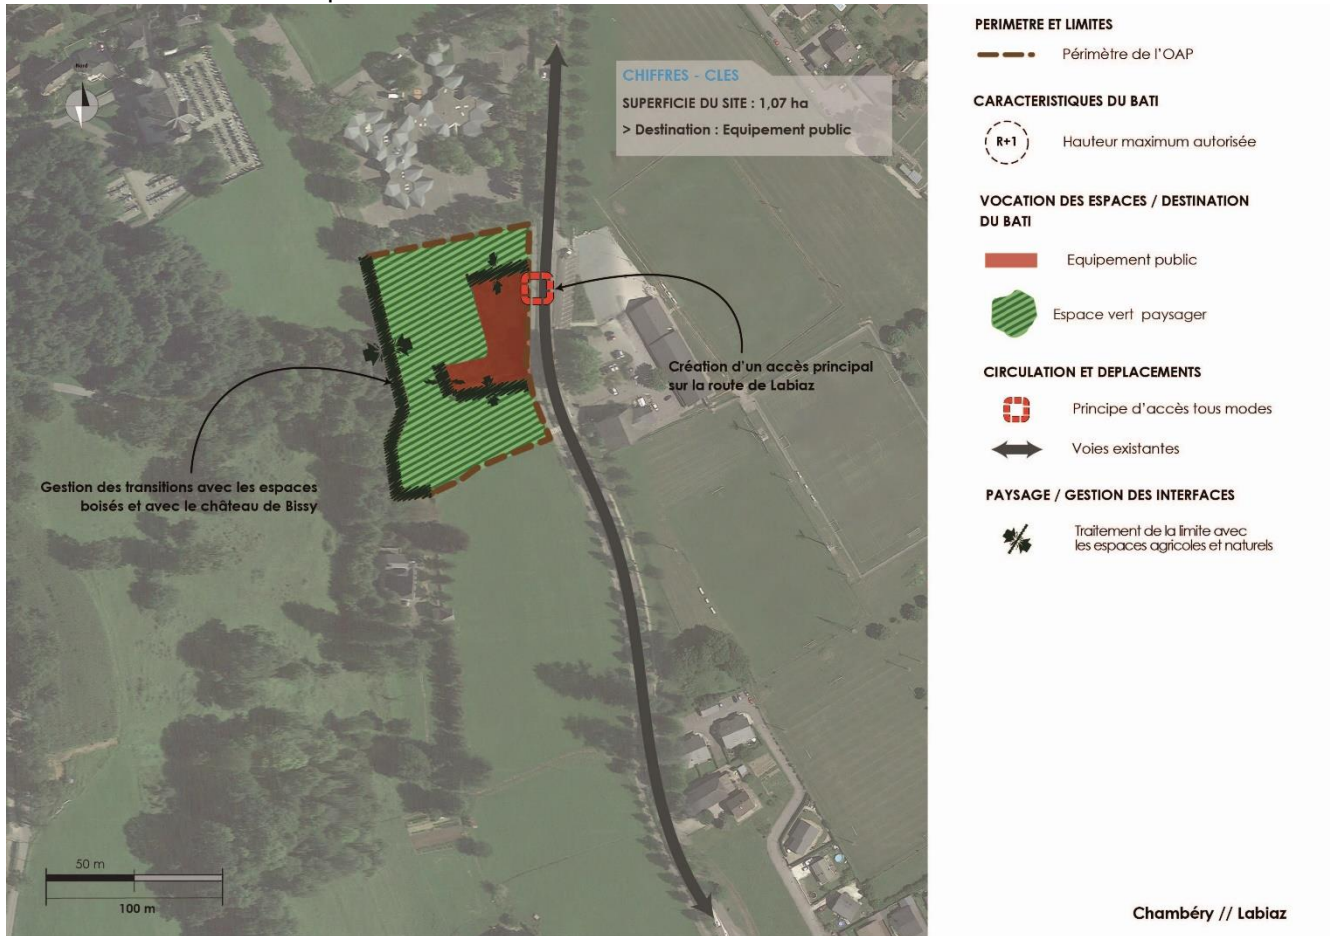 Nord
CHIFFRES - CLES
SUPERFICIE DU SITE : 1,07 ha
> Destination : Equipement public
Création d'un accès principal
sur la route de Labiaz
Gestion des transitions avec les espaces
boisés et avec le château de Bissy
50 m
100 m
PERIMETRE ET LIMITES
Périmètre de l'OAP
CARACTERISTIQUES DU BATI
R+1
Hauteur maximum autorisée
VOCATION DES ESPACES / DESTINATION
DU BATI
Equipement public
Espace vert paysager
CIRCULATION ET DEPLACEMENTS
Principe d'accès tous modes
Voies existantes
PAYSAGE / GESTION DES INTERFACES
Traitement de la limite avec
les espaces agricoles et naturels
Chambéry // Labiaz